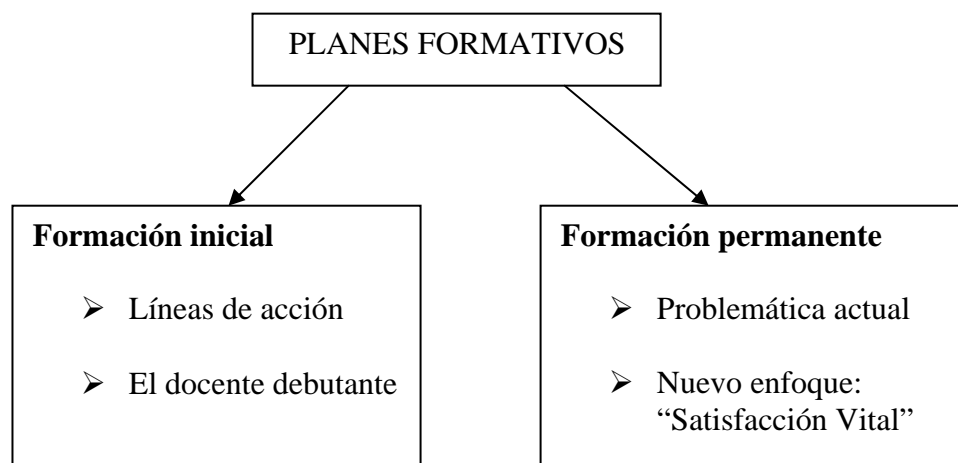 PLANES FORMATIVOS
Formación inicial
➢ Líneas de acción
➢ El docente debutante
Formación permanente
➢ Problemática actual
➢ Nuevo enfoque:
“Satisfacción Vital”